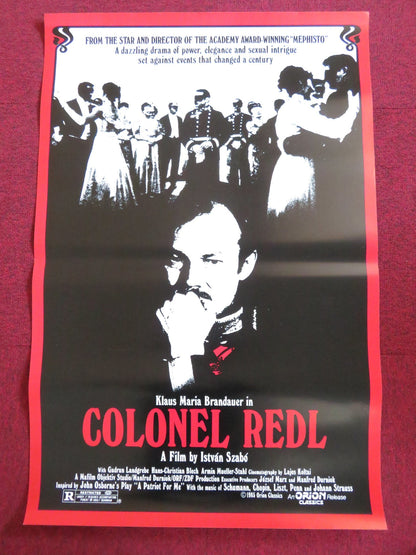 FROM THE STAR AND DIRECTOR OF THE ACADEMY AWARD-WINNING "MEPHISTO"
A dazzling drama of power, elegance and sexual intrigue
set against events that changed a century
Klaus Maria Brandauer in
COLONEL REDL
A Film by István Szabó
With Gudrun Landgrebe Hans-Christian Blech Armin Mueller-Stahl Cinematography by Lajos Koltai
A Mafilm Objektiv Studio/Manfred Durniok/ORF/ZDF Production Executive Producers József Marx and Manfred Durniok
Inspired by John Osborne's Play "A Patriot For Me" With the music of Schumann, Chopin, Liszt, Penn and Johann Strauss
R RESTRICTED
©1985 Orion Classics
An ORION Release
CLASSICS